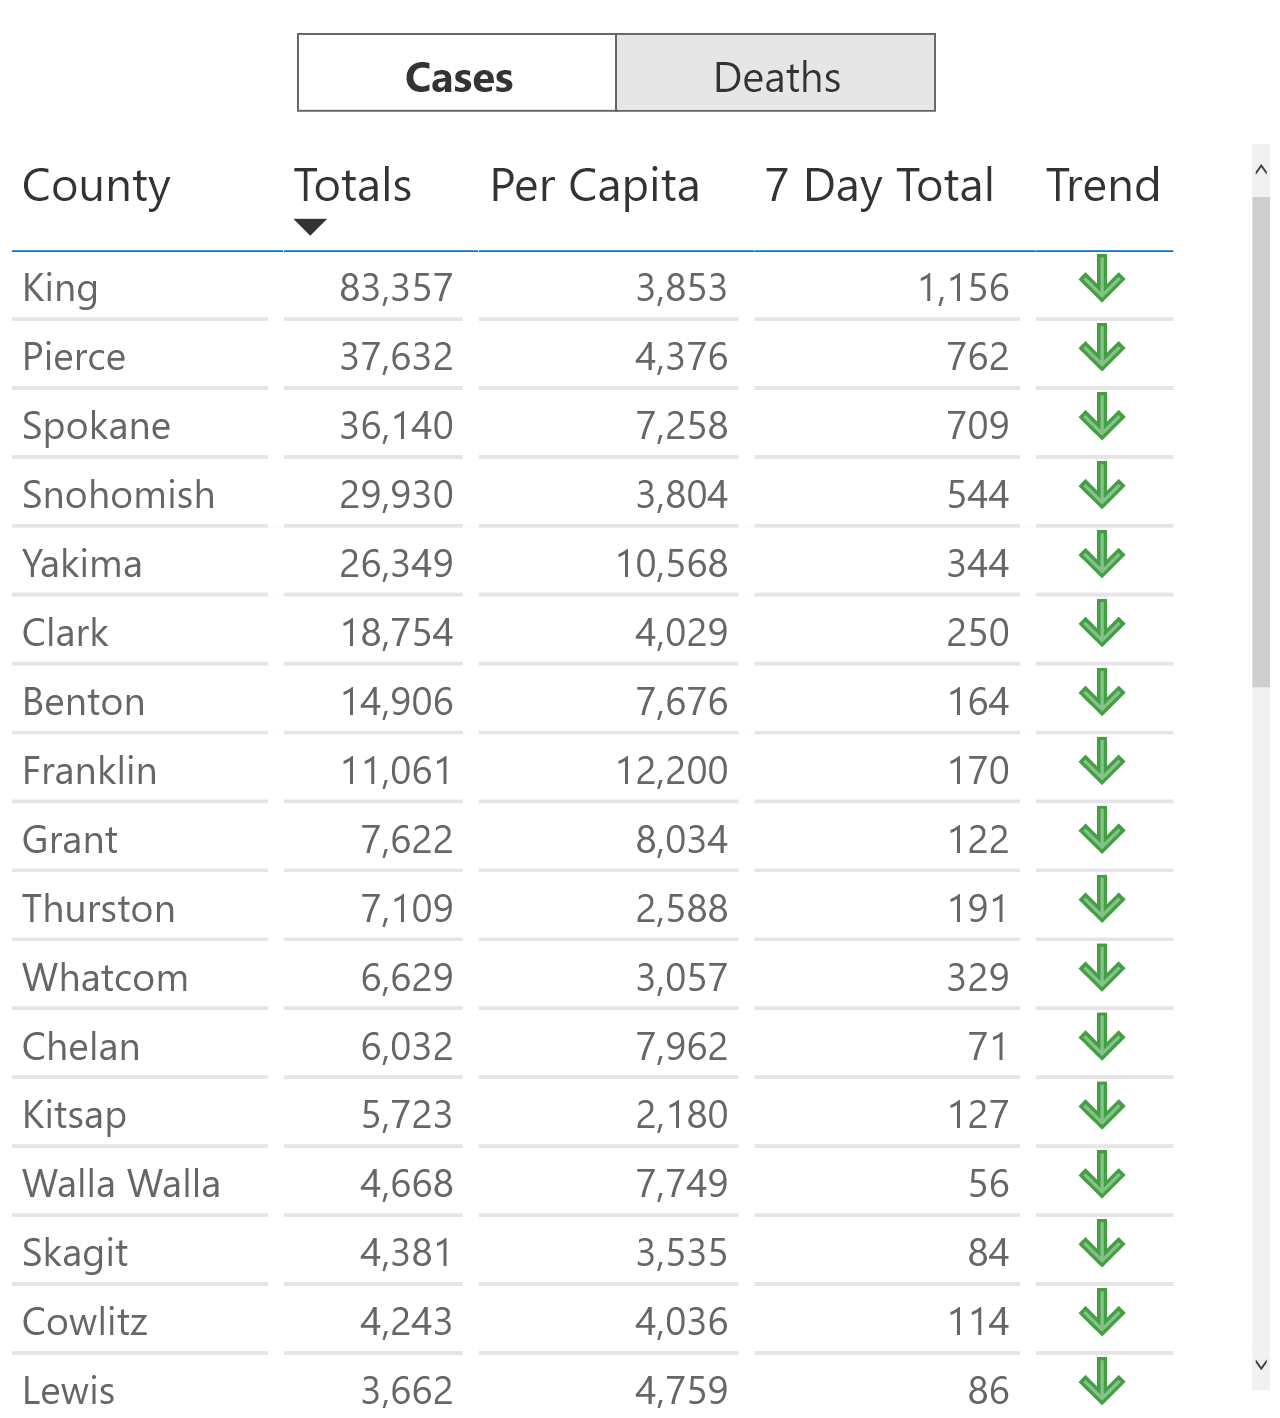 Cases Deaths
County Totals Per Capita 7 Day Total Trend
King 83,357 3,853 1,156
Pierce 37,632 4,376 762
Spokane 36,140 7,258 709
Snohomish 29,930 3,804 544
Yakima 26,349 10,568 344
Clark 18,754 4,029 250
Benton 14,906 7,676 164
Franklin 11,061 12,200 170
Grant 7,622 8,034 122
Thurston 7,109 2,588 191
Whatcom 6,629 3,057 329
Chelan 6,032 7,962 71
Kitsap 5,723 2,180 127
Walla Walla 4,668 7,749 56
Skagit 4,381 3,535 84
Cowlitz 4,243 4,036 114
Lewis 3,662 4,759 86